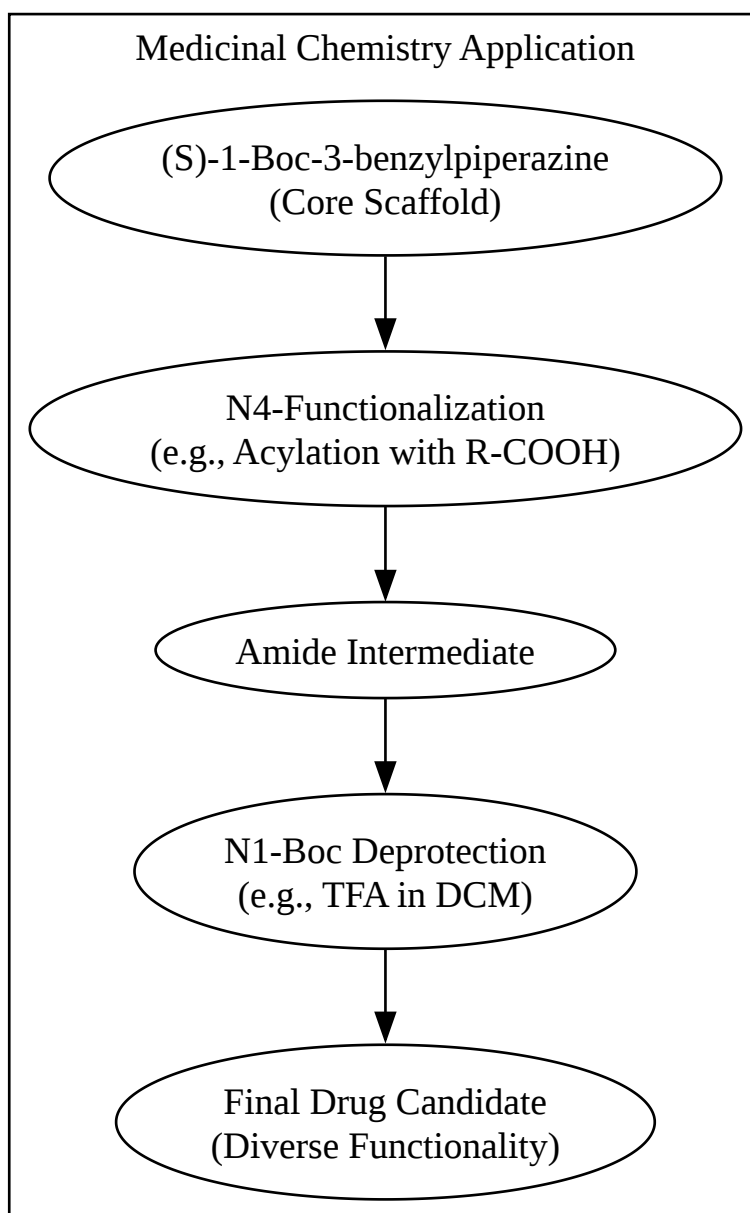 Medicinal Chemistry Application
(S)-1-Boc-3-benzylpiperazine
(Core Scaffold)
N4-Functionalization
(e.g., Acylation with R-COOH)
Amide Intermediate
N1-Boc Deprotection
(e.g., TFA in DCM)
Final Drug Candidate
(Diverse Functionality)